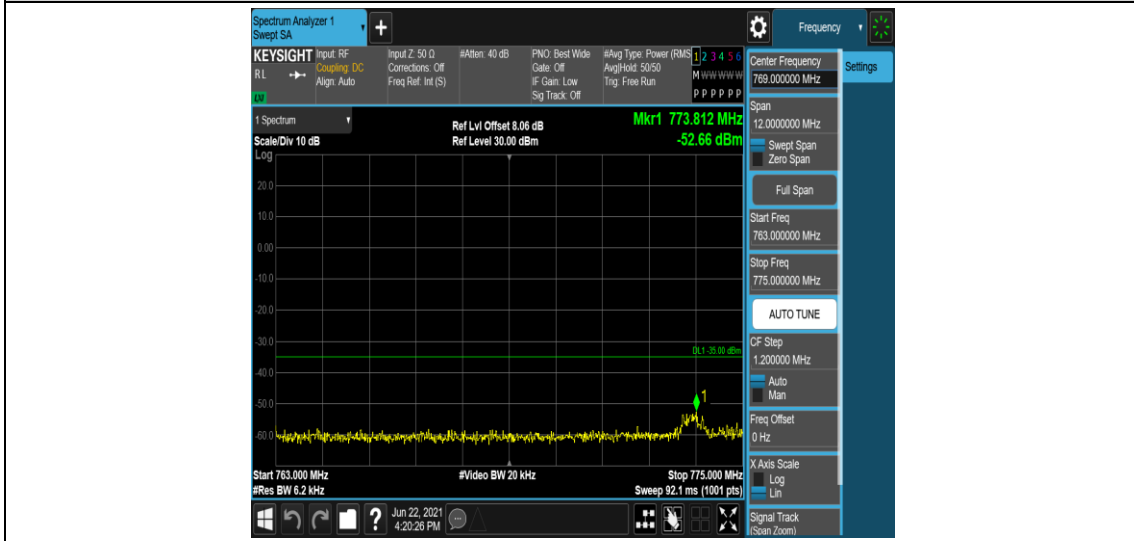 Spectrum Analyzer 1
Swept SA
+
Frequency
KEYSIGHT
RL
Input: RF
Coupling: DC
Align: Auto
Input Z: 50 Ω
Corrections: Off
Freq Ref: Int (S)
#Atten: 40 dB
PNO: Best Wide
Gate: Off
IF Gain: Low
Sig Track: Off
#Avg Type: Power (RMS
Avg|Hold: 50/50
Trig: Free Run
1 2 3 4 5 6
M W W W W W
P P P P P P
1 Spectrum
Scale/Div 10 dB
Log
Ref Lvl Offset 8.06 dB
Ref Level 30.00 dBm
Mkr1 773.812 MHz
-52.66 dBm
20.0
10.0
0.00
-10.0
-20.0
-30.0
DL1 -35.00 dBm
-40.0
1
-50.0
-60.0
Start 763.000 MHz
#Res BW 6.2 kHz
#Video BW 20 kHz
Stop 775.000 MHz
Sweep 92.1 ms (1001 pts)
?
Jun 22, 2021
4:20:26 PM
Center Frequency
769.000000 MHz
Settings
Span
12.0000000 MHz
Swept Span
Zero Span
Full Span
Start Freq
763.000000 MHz
Stop Freq
775.000000 MHz
AUTO TUNE
CF Step
1.200000 MHz
Auto
Man
Freq Offset
0 Hz
X Axis Scale
Log
Lin
Signal Track
(Span Zoom)